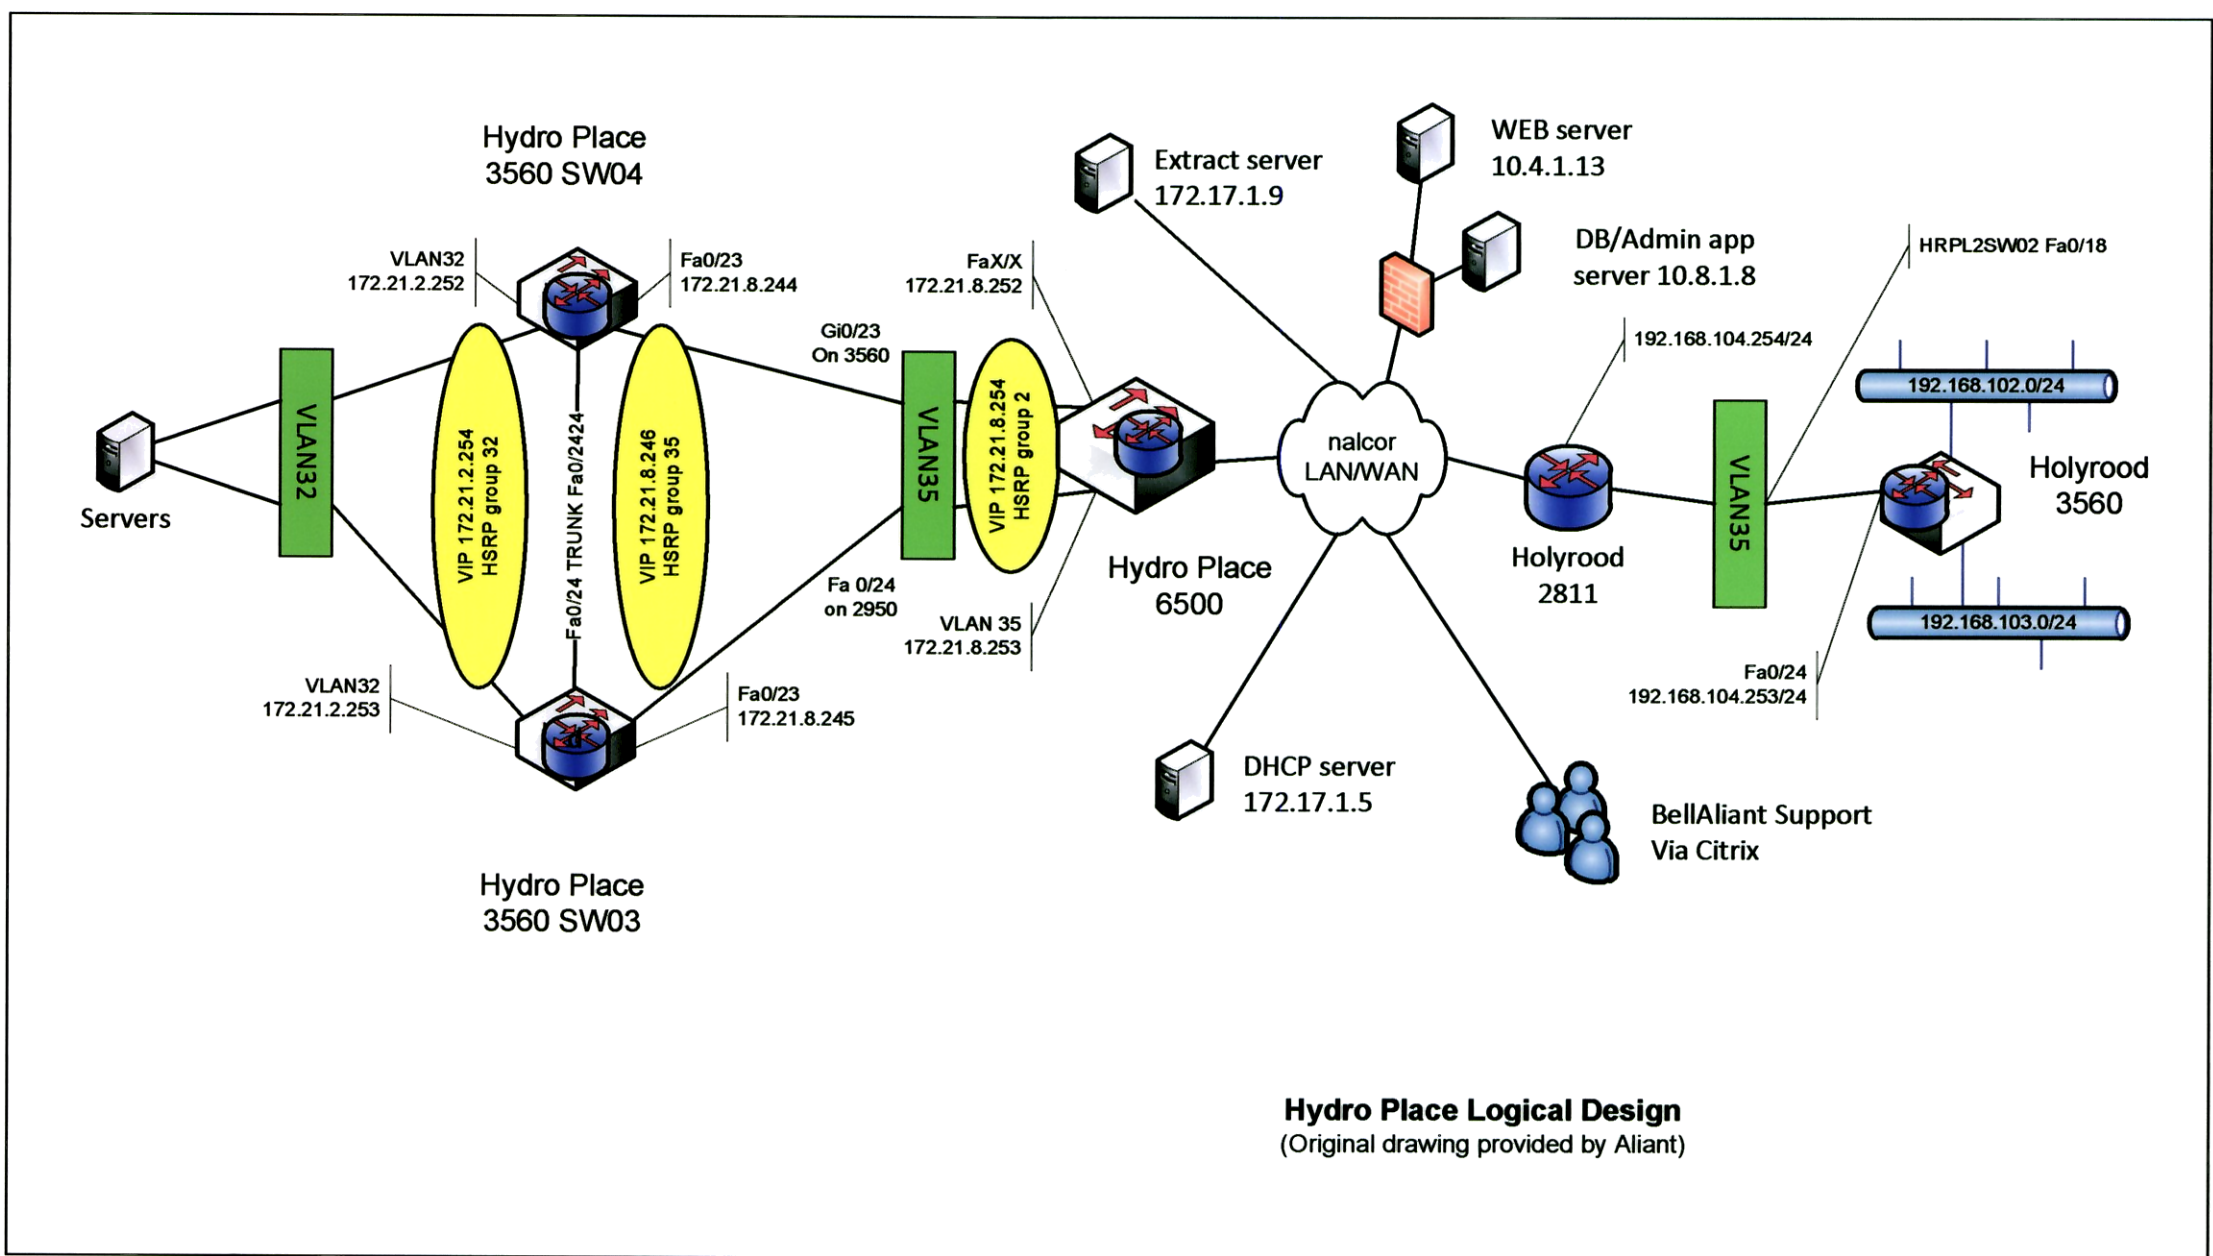 Hydro Place
3560 SW04
VLAN32
172.21.2.252
Fa0/23
172.21.8.244
Servers
VLAN32
VIP 172.21.2.254
HSRP group 32
Fa0/24 TRUNK Fa0/2424
VIP 172.21.8.246
HSRP group 35
VLAN32
172.21.2.253
Fa0/23
172.21.8.245
Hydro Place
3560 SW03
Gi0/23
On 3560
VLAN35
Fa 0/24
on 2950
FaX/X
172.21.8.252
VIP 172.21.8.254
HSRP group 2
VLAN 35
172.21.8.253
Hydro Place
6500
Extract server
172.17.1.9
WEB server
10.4.1.13
DB/Admin app
server 10.8.1.8
nalcor
LAN/WAN
DHCP server
172.17.1.5
BellAliant Support
Via Citrix
192.168.104.254/24
Holyrood
2811
VLAN35
HRPL2SW02 Fa0/18
192.168.102.0/24
Holyrood
3560
192.168.103.0/24
Fa0/24
192.168.104.253/24
Hydro Place Logical Design
(Original drawing provided by Aliant)